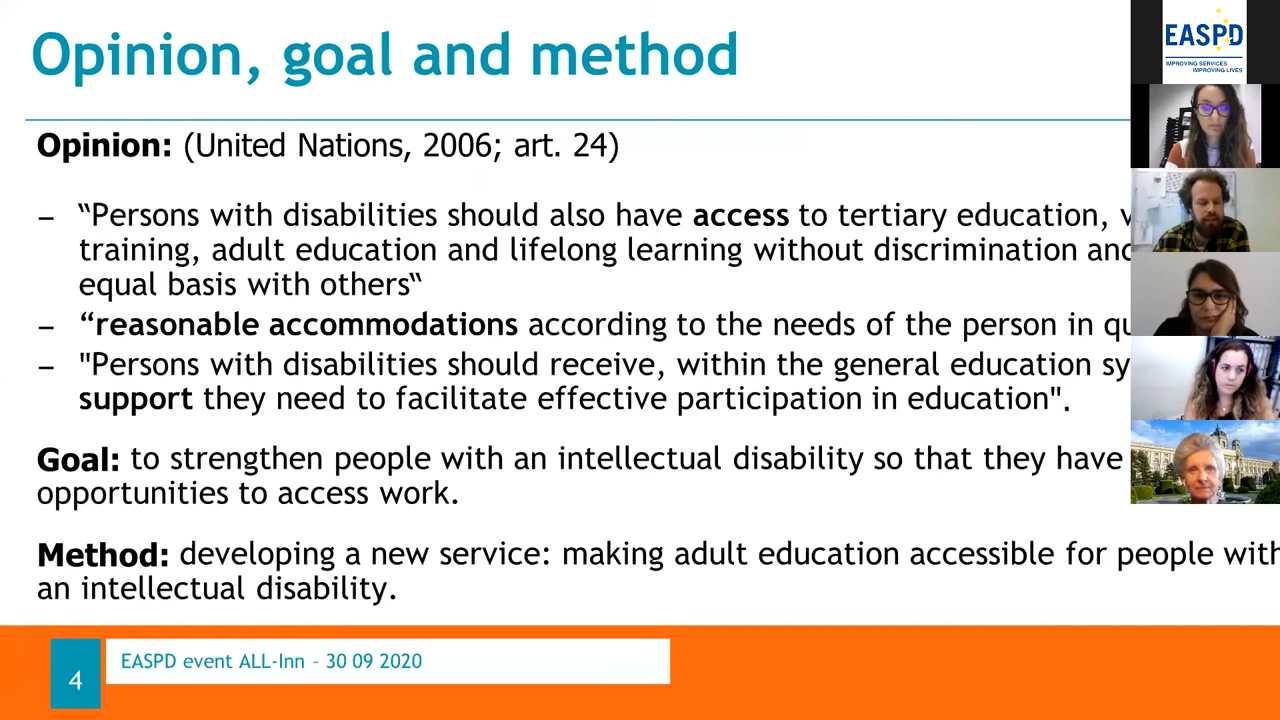 Opinion, goal and method
Opinion: (United Nations, 2006; art. 24)
– “Persons with disabilities should also have access to tertiary education,
training, adult education and lifelong learning without discrimination and
equal basis with others“
– “reasonable accommodations according to the needs of the person in
– "Persons with disabilities should receive, within the general education
support they need to facilitate effective participation in education".
Goal: to strengthen people with an intellectual disability so that they have
opportunities to access work.
Method: developing a new service: making adult education accessible for people with
an intellectual disability.
4
EASPD event ALL-Inn – 30 09 2020
EASPD
IMPROVING SERVICES
IMPROVING LIVES